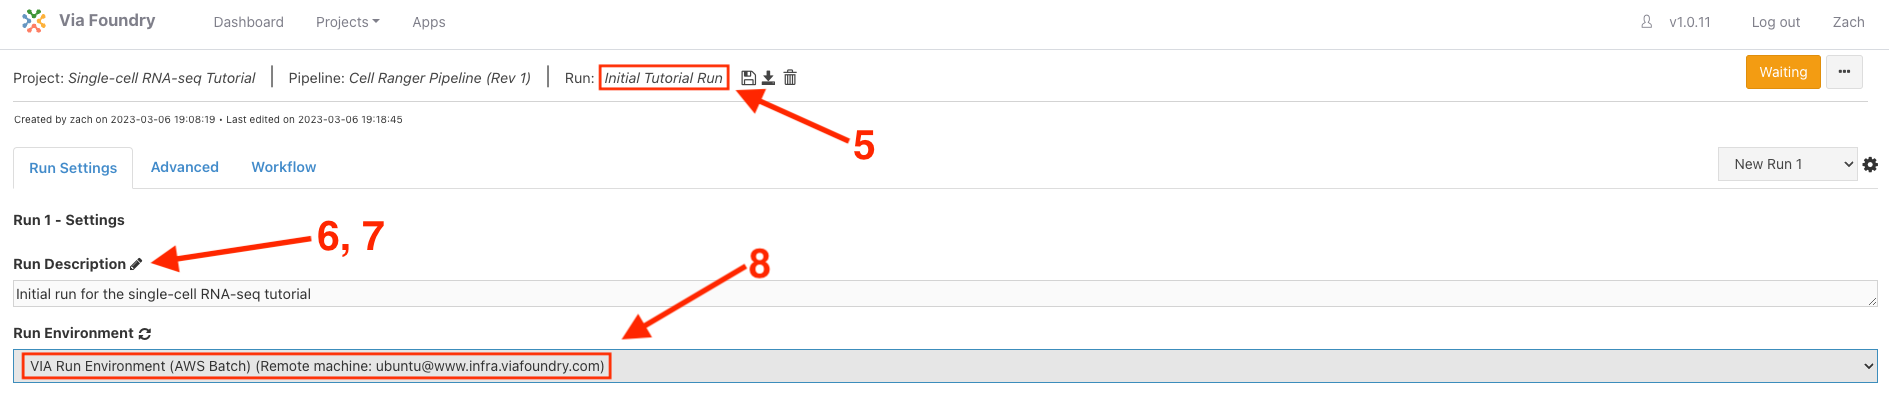 Via Foundry Dashboard Projects Apps v1.0.11 Log out Zach
Project: Single-cell RNA-seq Tutorial Pipeline: Cell Ranger Pipeline (Rev 1) Run: Initial Tutorial Run Waiting ...
Created by zach on 2023-03-06 19:08:19 • Last edited on 2023-03-06 19:18:45
5
Run Settings Advanced Workflow New Run 1
Run 1 - Settings
6, 7
Run Description
8
Initial run for the single-cell RNA-seq tutorial
Run Environment
VIA Run Environment (AWS Batch) (Remote machine: ubuntu@www.infra.viafoundry.com)